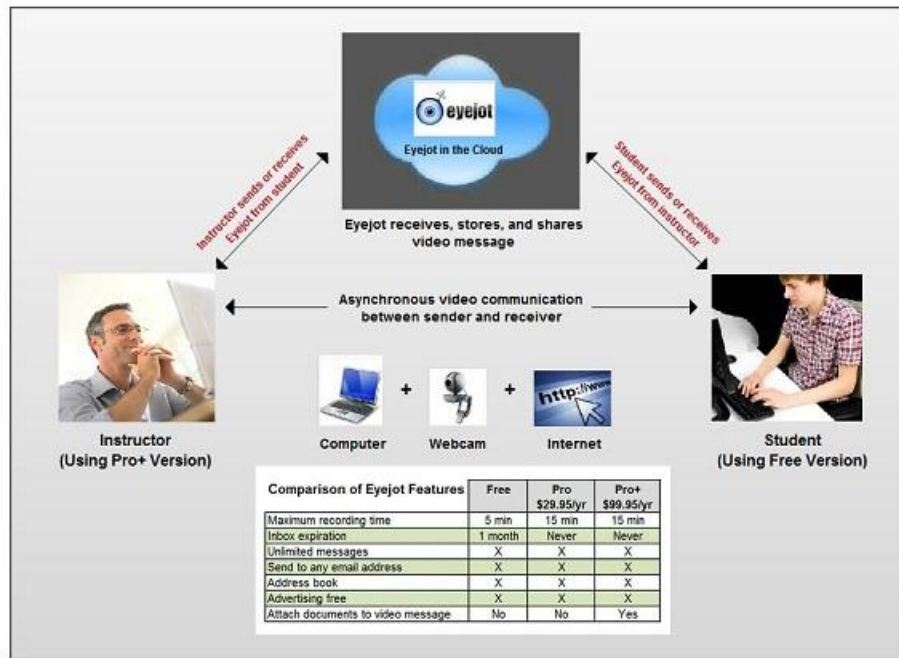 eyejot
Eyejot in the Cloud
Instructor sends or receives
Eyejot from student
Student sends or receives
Eyejot from instructor
Eyejot receives, stores, and shares
video message
Asynchronous video communication
between sender and receiver
+ +
http://www
Computer Webcam Internet
Instructor
(Using Pro+ Version)
Student
(Using Free Version)
Comparison of Eyejot Features Free Pro $29.95/yr Pro+ $99.95/yr
Maximum recording time 5 min 15 min 15 min
Inbox expiration 1 month Never Never
Unlimited messages X X X
Send to any email address X X X
Address book X X X
Advertising free X X X
Attach documents to video message No No Yes